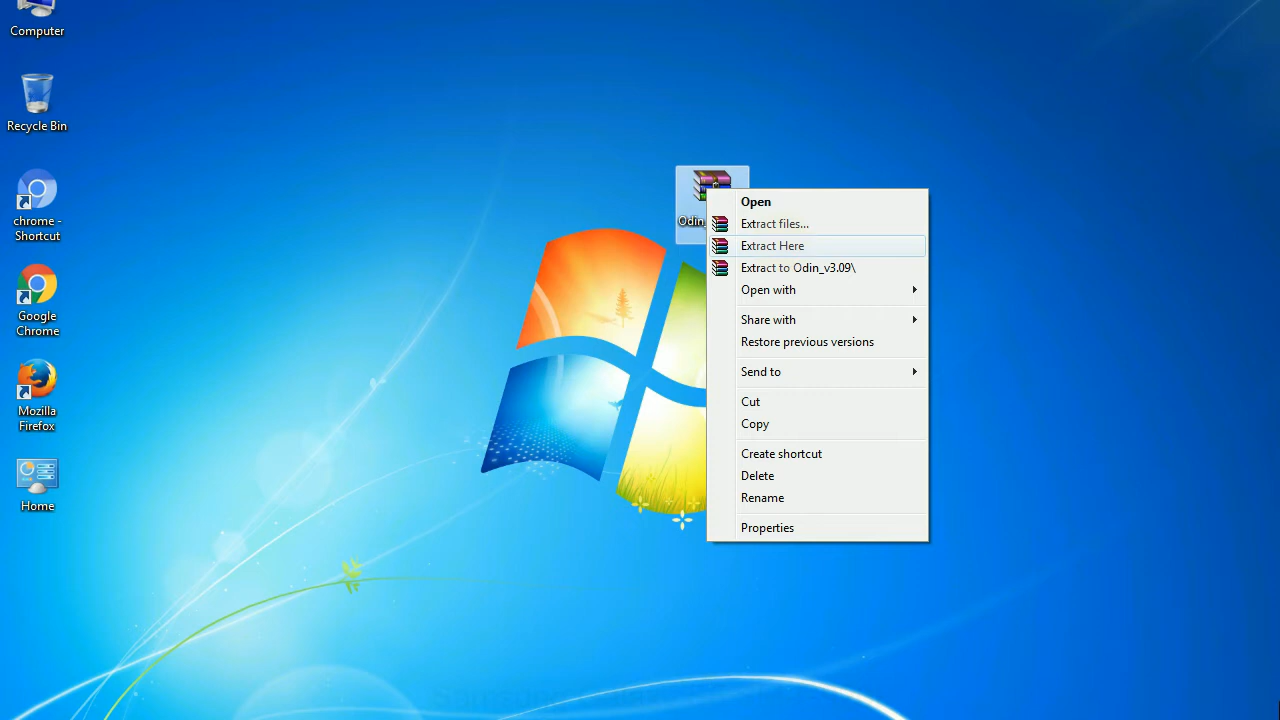 Computer
Recycle Bin
chrome -
Shortcut
Google
Chrome
Mozilla
Firefox
Home
Odin_
Open
Extract files...
Extract Here
Extract to Odin_v3.09\
Open with
Share with
Restore previous versions
Send to
Cut
Copy
Create shortcut
Delete
Rename
Properties